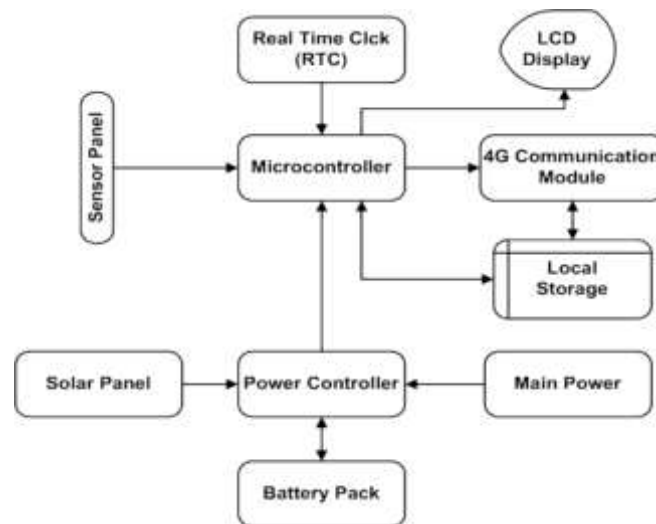 Real Time Clck
(RTC)
LCD
Display
Sensor Panel
Microcontroller
4G Communication
Module
Local
Storage
Solar Panel
Power Controller
Main Power
Battery Pack